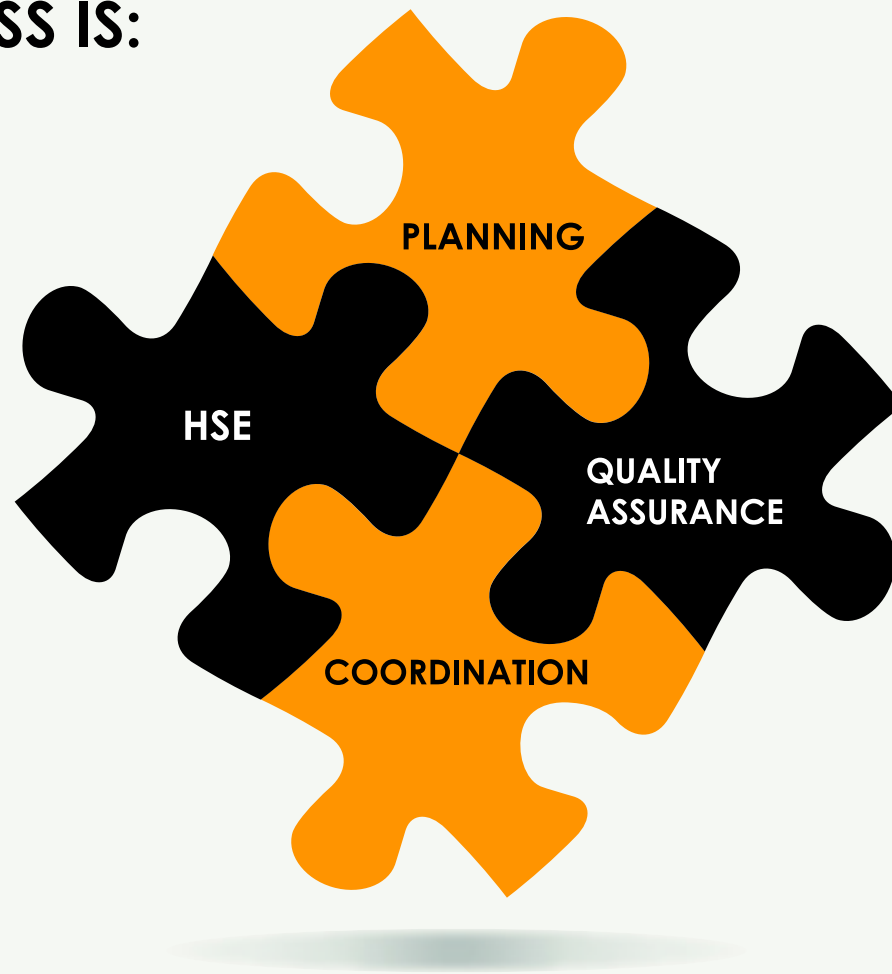 SS IS:
PLANNING
HSE
QUALITY
ASSURANCE
COORDINATION